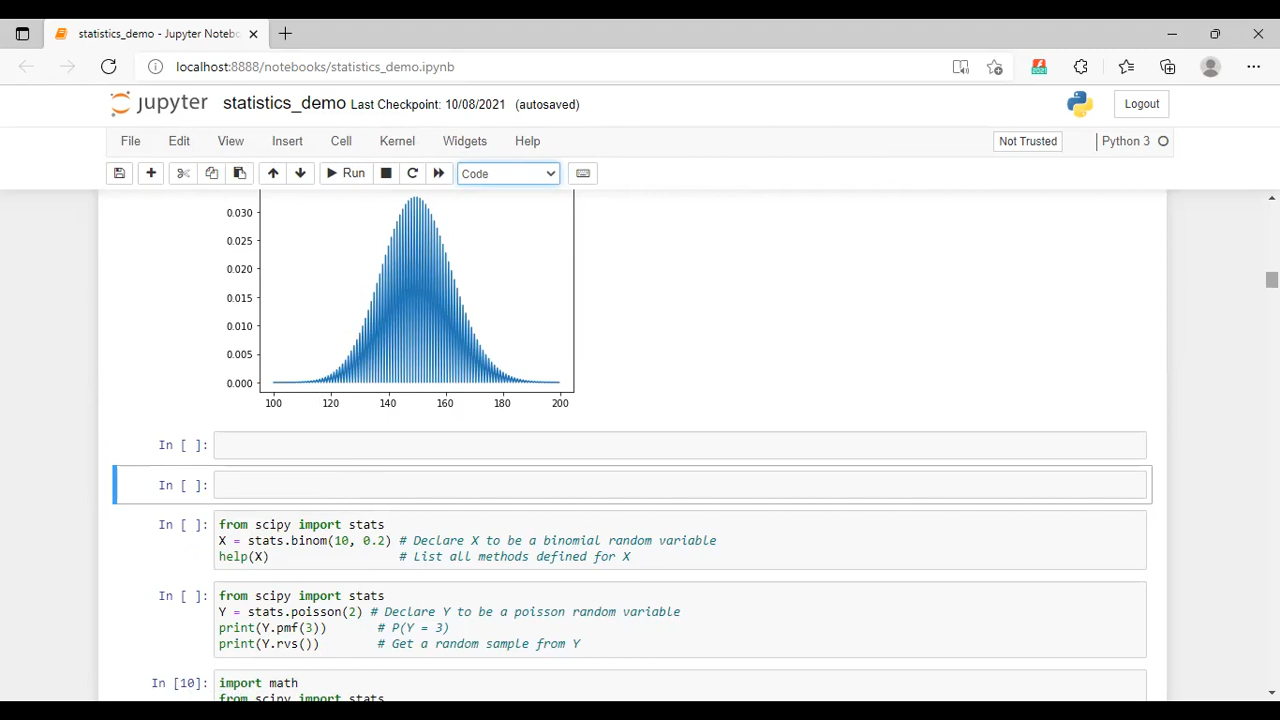 statistics_demo - Jupyter Notebo
localhost:8888/notebooks/statistics_demo.ipynb
2021
jupyter statistics_demo Last Checkpoint: 10/08/2021 (autosaved)
Logout
File Edit View Insert Cell Kernel Widgets Help
Not Trusted
Python 3
Run
Code
0.030
0.025
0.020
0.015
0.010
0.005
0.000
100 120 140 160 180 200
In [ ]:
In [ ]:
In [ ]:
from scipy import stats
X = stats.binom(10, 0.2) # Declare X to be a binomial random variable
help(X) # List all methods defined for X
In [ ]:
from scipy import stats
Y = stats.poisson(2) # Declare Y to be a poisson random variable
print(Y.pmf(3)) # P(Y = 3)
print(Y.rvs()) # Get a random sample from Y
In [10]:
import math
from scipy import stats